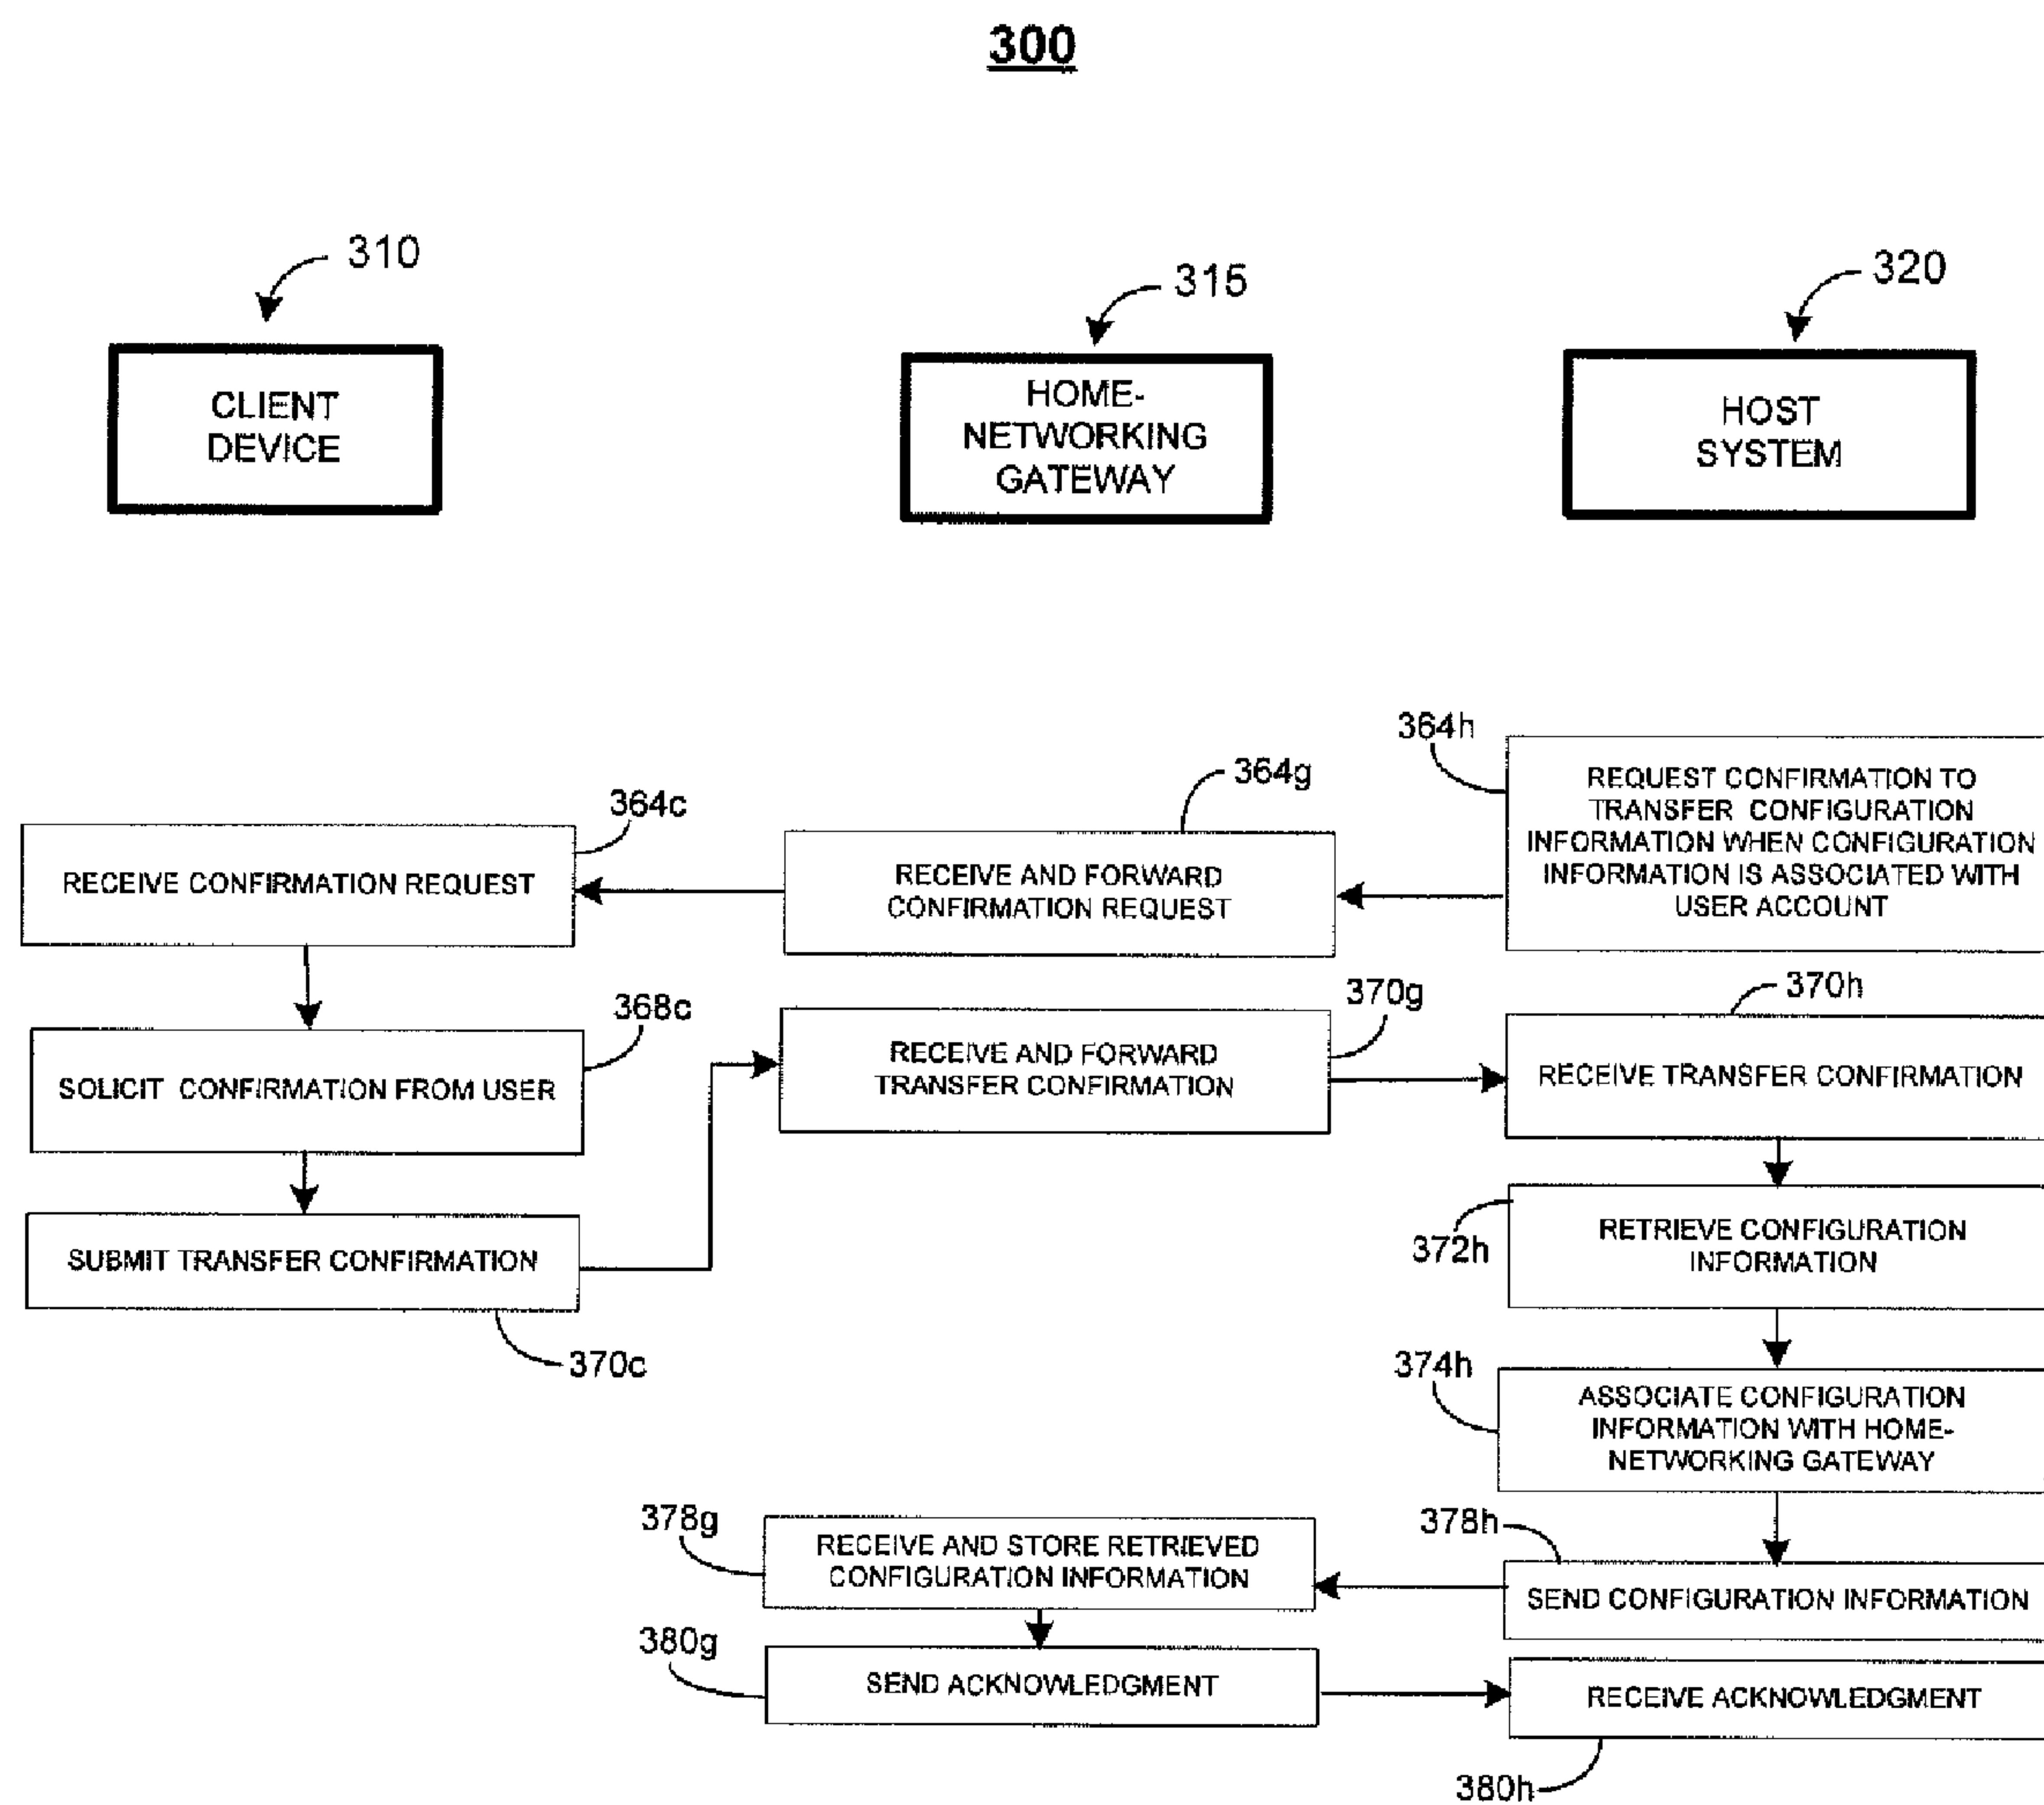 300
310
315
320
CLIENT
DEVICE
HOME-
NETWORKING
GATEWAY
HOST
SYSTEM
364h
REQUEST CONFIRMATION TO
TRANSFER CONFIGURATION
INFORMATION WHEN CONFIGURATION
INFORMATION IS ASSOCIATED WITH
USER ACCOUNT
364g
RECEIVE AND FORWARD
CONFIRMATION REQUEST
364c
RECEIVE CONFIRMATION REQUEST
368c
SOLICIT CONFIRMATION FROM USER
370g
RECEIVE AND FORWARD
TRANSFER CONFIRMATION
370h
RECEIVE TRANSFER CONFIRMATION
SUBMIT TRANSFER CONFIRMATION
370c
372h
RETRIEVE CONFIGURATION
INFORMATION
374h
ASSOCIATE CONFIGURATION
INFORMATION WITH HOME-
NETWORKING GATEWAY
378g
RECEIVE AND STORE RETRIEVED
CONFIGURATION INFORMATION
378h
SEND CONFIGURATION INFORMATION
380g
SEND ACKNOWLEDGMENT
RECEIVE ACKNOWLEDGMENT
380h